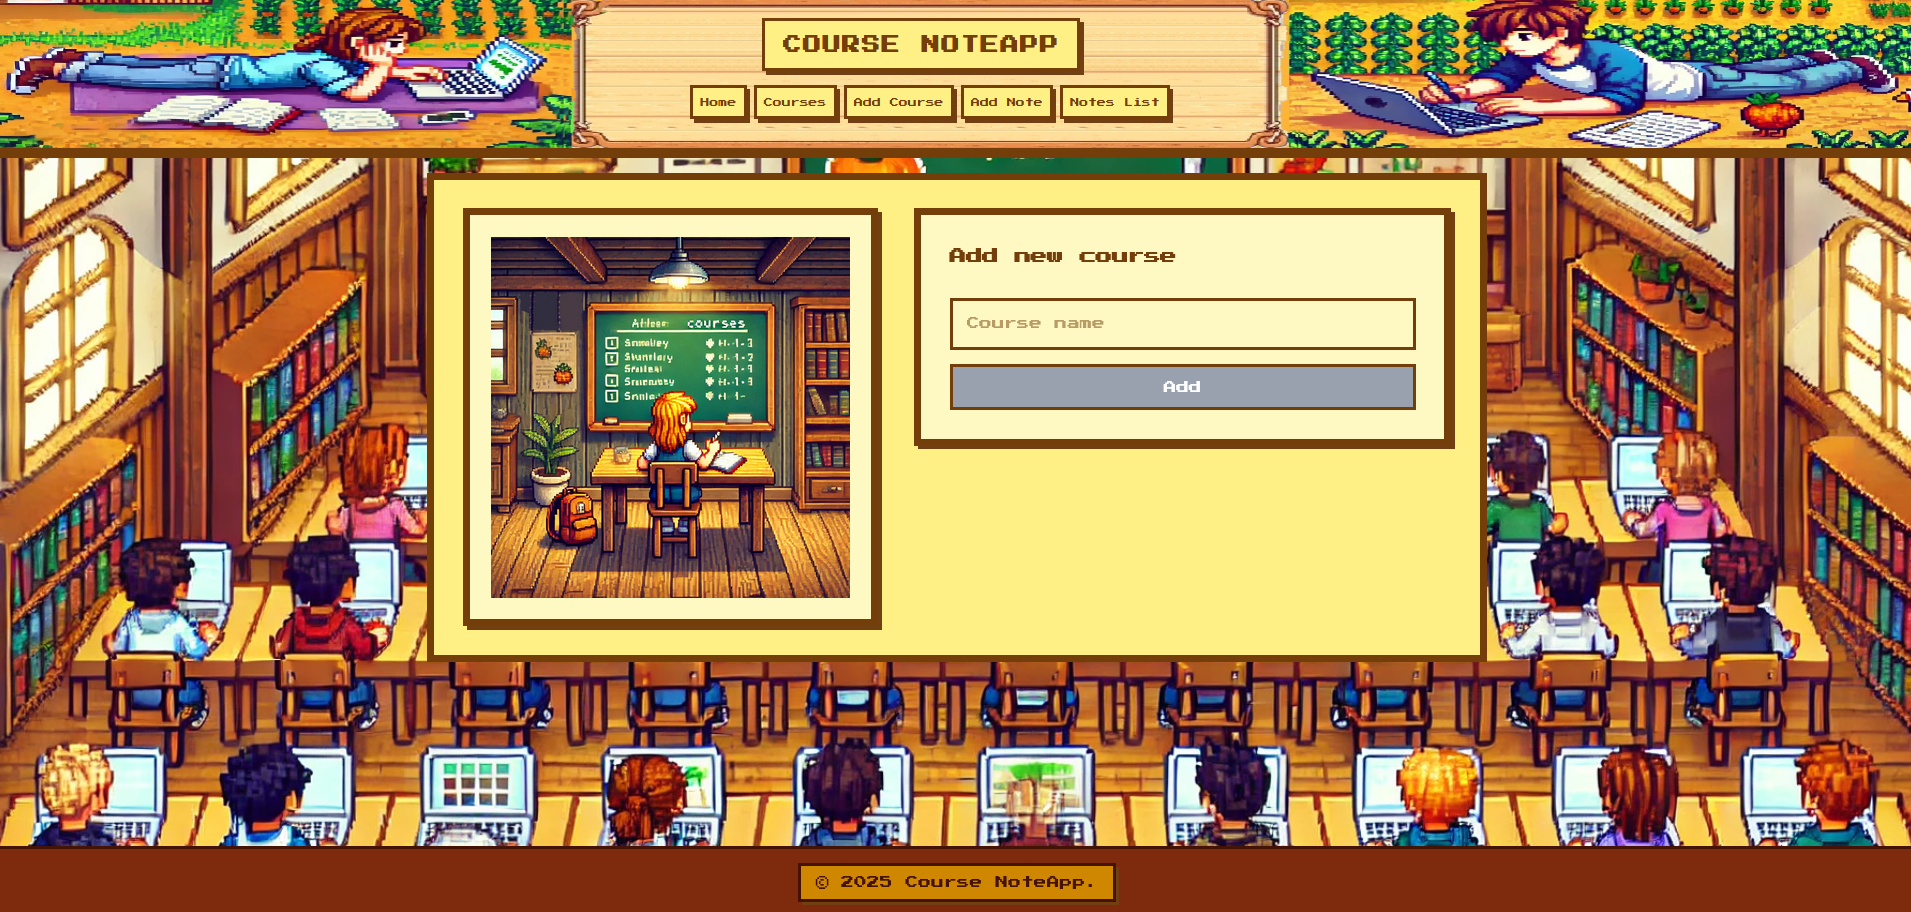 COURSE NOTEAPP
Home
Courses
Add Course
Add Note
Notes List
courses
Add new course
Course name
Add
© 2025 Course NoteApp.